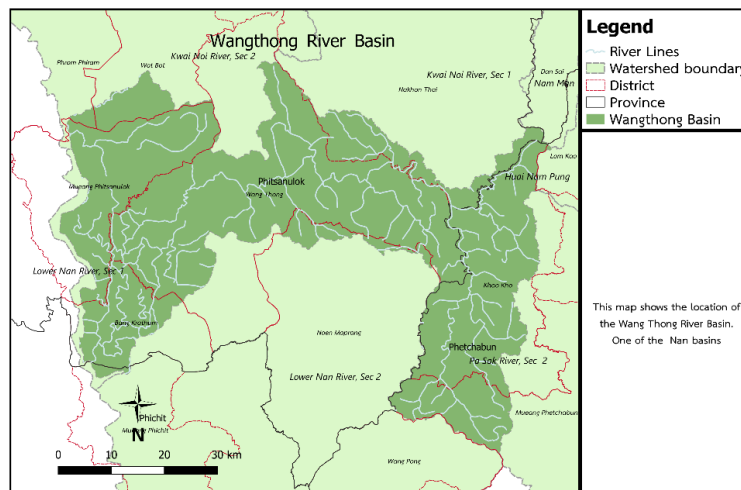 Wangthong River Basin
Phrom Phiram
Wat Bot
Kwai Noi River, Sec 2
Kwai Noi River, Sec 1
Nakhon Thai
Dan Sai
Nam Man
Lom Kao
Huai Nam Pung
Mueang Phitsanulok
Phitsanulok
Wang Thong
Lower Nan River, Sec 1
Khao Kho
Bang Krathum
Noen Maprang
Phetchabun
Pa Sak River, Sec 2
Lower Nan River, Sec 2
Mueang Phetchabun
Phichit
Mueang Phichit
N
Wang Pong
0 10 20 30 km
Legend
River Lines
Watershed boundary
District
Province
Wangthong Basin
This map shows the location of
the Wang Thong River Basin.
One of the Nan basins